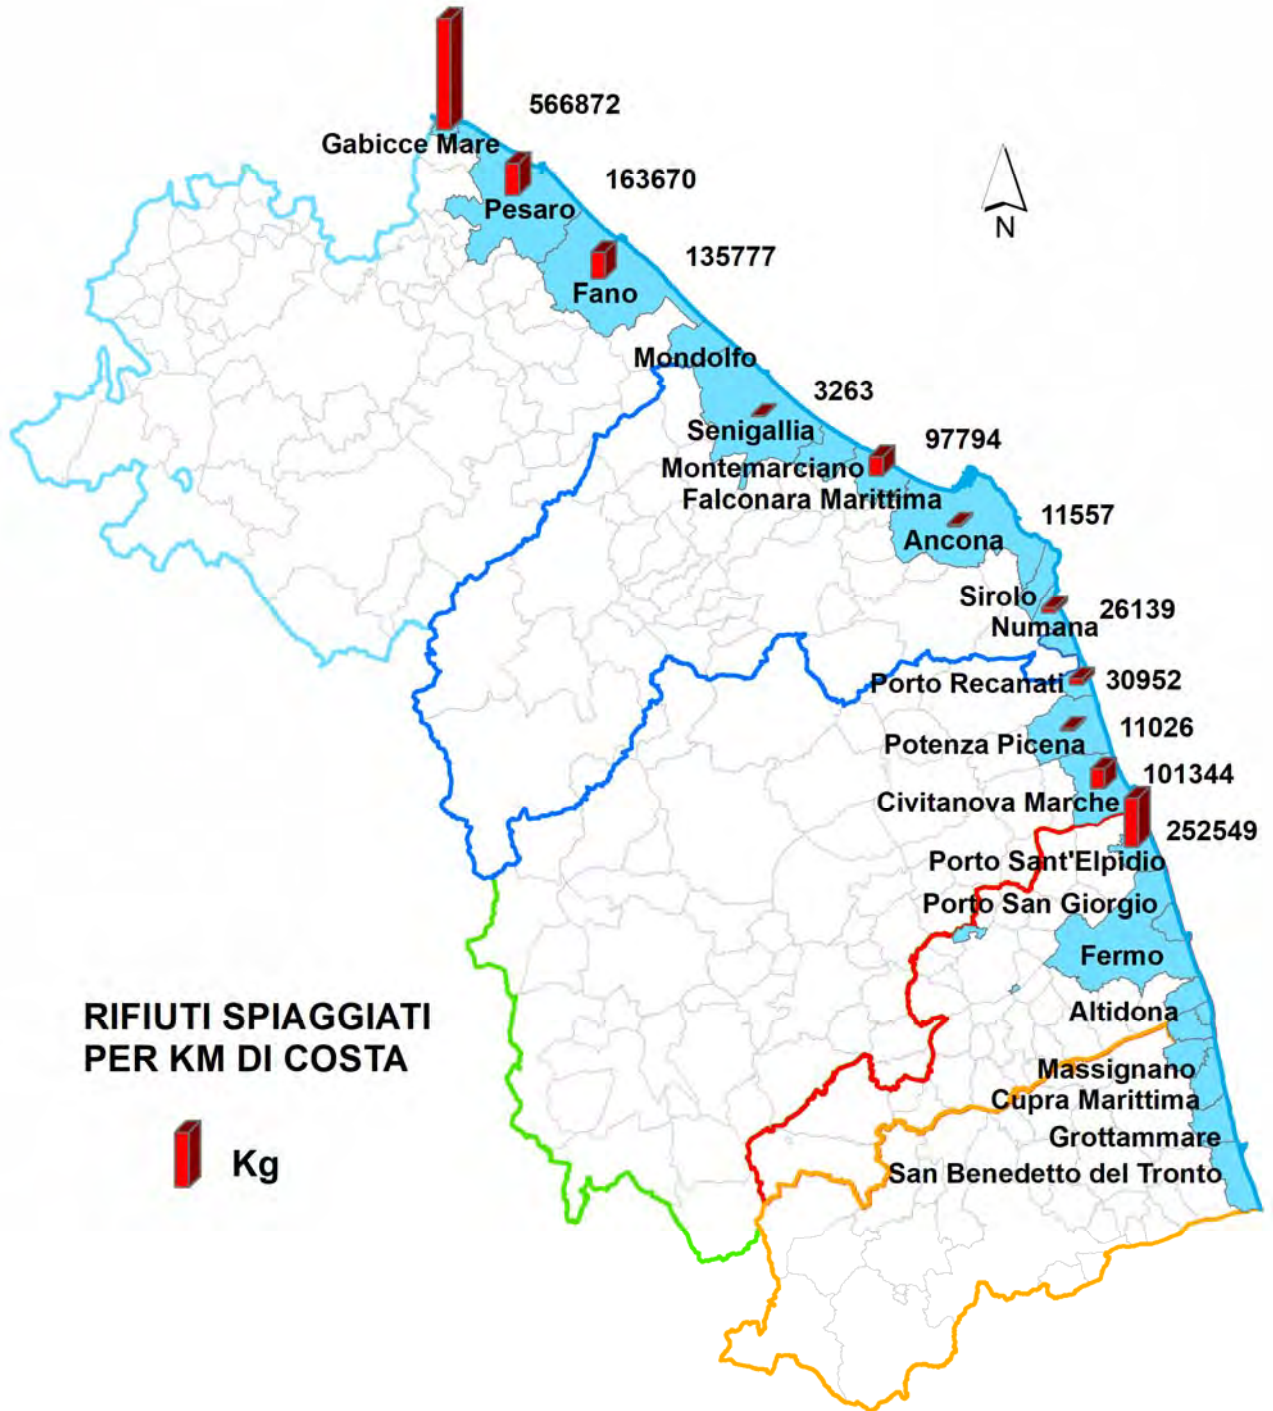 566872
Gabicce Mare
163670
Pesaro
135777
Fano
N
Mondolfo
3263
Senigallia
97794
Montemarciano
Falconara Marittima
11557
Ancona
Sirolo
26139
Numana
Porto Recanati
30952
11026
Potenza Picena
101344
Civitanova Marche
252549
Porto Sant'Elpidio
Porto San Giorgio
Fermo
Altidona
RIFIUTI SPIAGGIATI
PER KM DI COSTA
Massignano
Cupra Marittima
Grottammare
San Benedetto del Tronto
Kg